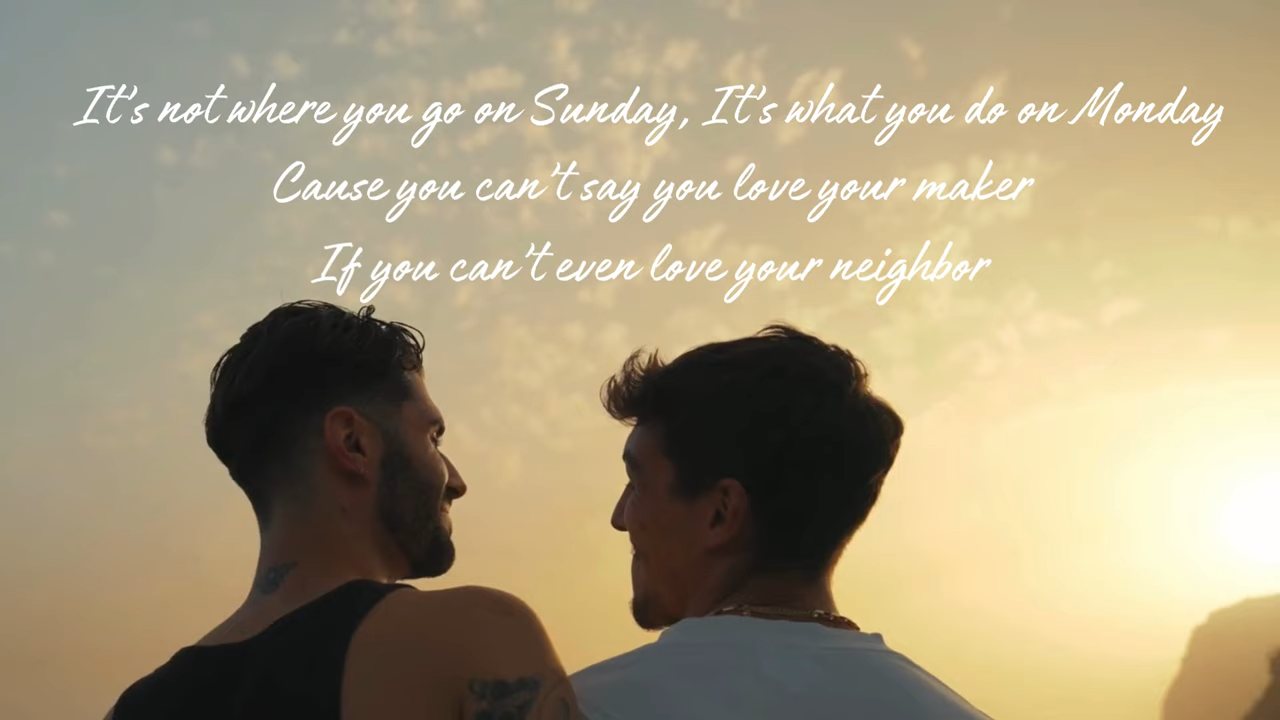 It's not where you go on Sunday, It's what you do on Monday
Cause you can't say you love your maker
If you can't even love your neighbor